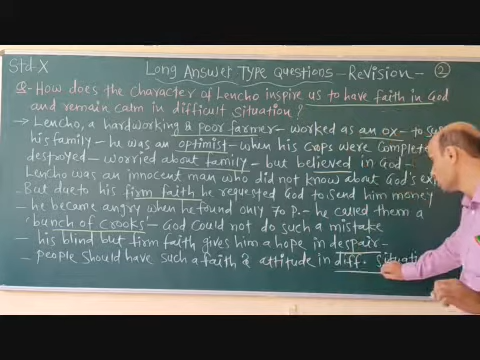 Std-X Long Answer Type Questions - Revision - ②
Q- How does the character of Lencho inspire us to have faith in God
and remain calm in difficult situation?
→ Lencho, a hardworking & poor farmer - worked as an ox - to
his family - he was an optimist - when his crops were
destroyed - worried about family - but believed in God -
Lencho was an innocent man who did not know about God's
But due to his firm faith he requested God to send him money
- he became angry when he found only 70 p. - he called them a
'bunch of crooks - God could not do such a mistake
- his blind but firm faith gives him a hope in despair -
- People should have such a faith & attitude in diff.